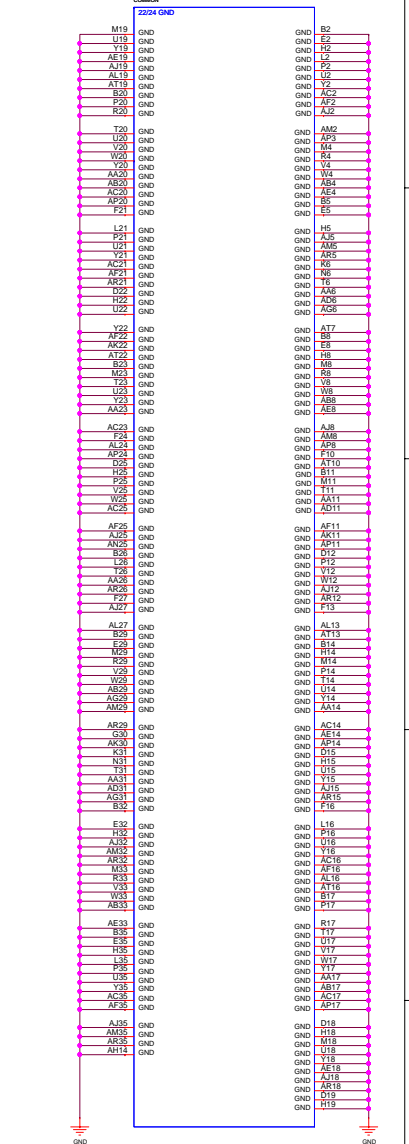 22/24 GND
M19 GND GND B2
U19 GND GND E2
Y19 GND GND H2
AE19 GND GND L2
AJ19 GND GND P2
AL19 GND GND U2
AT19 GND GND Y2
B20 GND GND AC2
P20 GND GND AF2
R20 GND GND AJ2
T20 GND GND AM2
U20 GND GND AP3
V20 GND GND M4
W20 GND GND R4
Y20 GND GND V4
AA20 GND GND W4
AB20 GND GND AB4
AC20 GND GND AE4
AP20 GND GND B5
F21 GND GND E5
L21 GND GND H5
P21 GND GND AJ5
U21 GND GND AM5
Y21 GND GND AR5
AC21 GND GND K6
AF21 GND GND N6
AR21 GND GND T6
D22 GND GND AA6
H22 GND GND AD6
U22 GND GND AG6
Y22 GND GND AT7
AF22 GND GND B8
AK22 GND GND E8
AT22 GND GND H8
B23 GND GND M8
M23 GND GND R8
T23 GND GND V8
U23 GND GND W8
Y23 GND GND AB8
AA23 GND GND AE8
AC23 GND GND AJ8
F24 GND GND AM8
AL24 GND GND AP8
AP24 GND GND F10
D25 GND GND AT10
H25 GND GND B11
P25 GND GND M11
V25 GND GND T11
W25 GND GND AA11
AC25 GND GND AD11
AF25 GND GND AF11
AJ25 GND GND AK11
AN25 GND GND AP11
B26 GND GND D12
L26 GND GND P12
T26 GND GND V12
AA26 GND GND W12
AR26 GND GND AJ12
F27 GND GND AR12
AJ27 GND GND F13
AL27 GND GND AL13
B29 GND GND AT13
E29 GND GND B14
M29 GND GND H14
R29 GND GND M14
V29 GND GND P14
W29 GND GND T14
AB29 GND GND U14
AG29 GND GND Y14
AM29 GND GND AA14
AR29 GND GND AC14
G30 GND GND AE14
AK30 GND GND AP14
K31 GND GND D15
N31 GND GND H15
T31 GND GND U15
AA31 GND GND Y15
AD31 GND GND AJ15
AG31 GND GND AR15
B32 GND GND F16
E32 GND GND L16
H32 GND GND P16
AJ32 GND GND U16
AM32 GND GND Y16
AR32 GND GND AC16
M33 GND GND AF16
R33 GND GND AL16
V33 GND GND AT16
W33 GND GND B17
AB33 GND GND P17
AE33 GND GND R17
B35 GND GND T17
E35 GND GND U17
H35 GND GND V17
L35 GND GND W17
P35 GND GND Y17
U35 GND GND AA17
Y35 GND GND AB17
AC35 GND GND AC17
AF35 GND GND AP17
AJ35 GND GND D18
AM35 GND GND H18
AR35 GND GND M18
AH14 GND GND U18
GND Y18
GND AE18
GND AJ18
GND AR18
GND D19
GND H19
GND GND